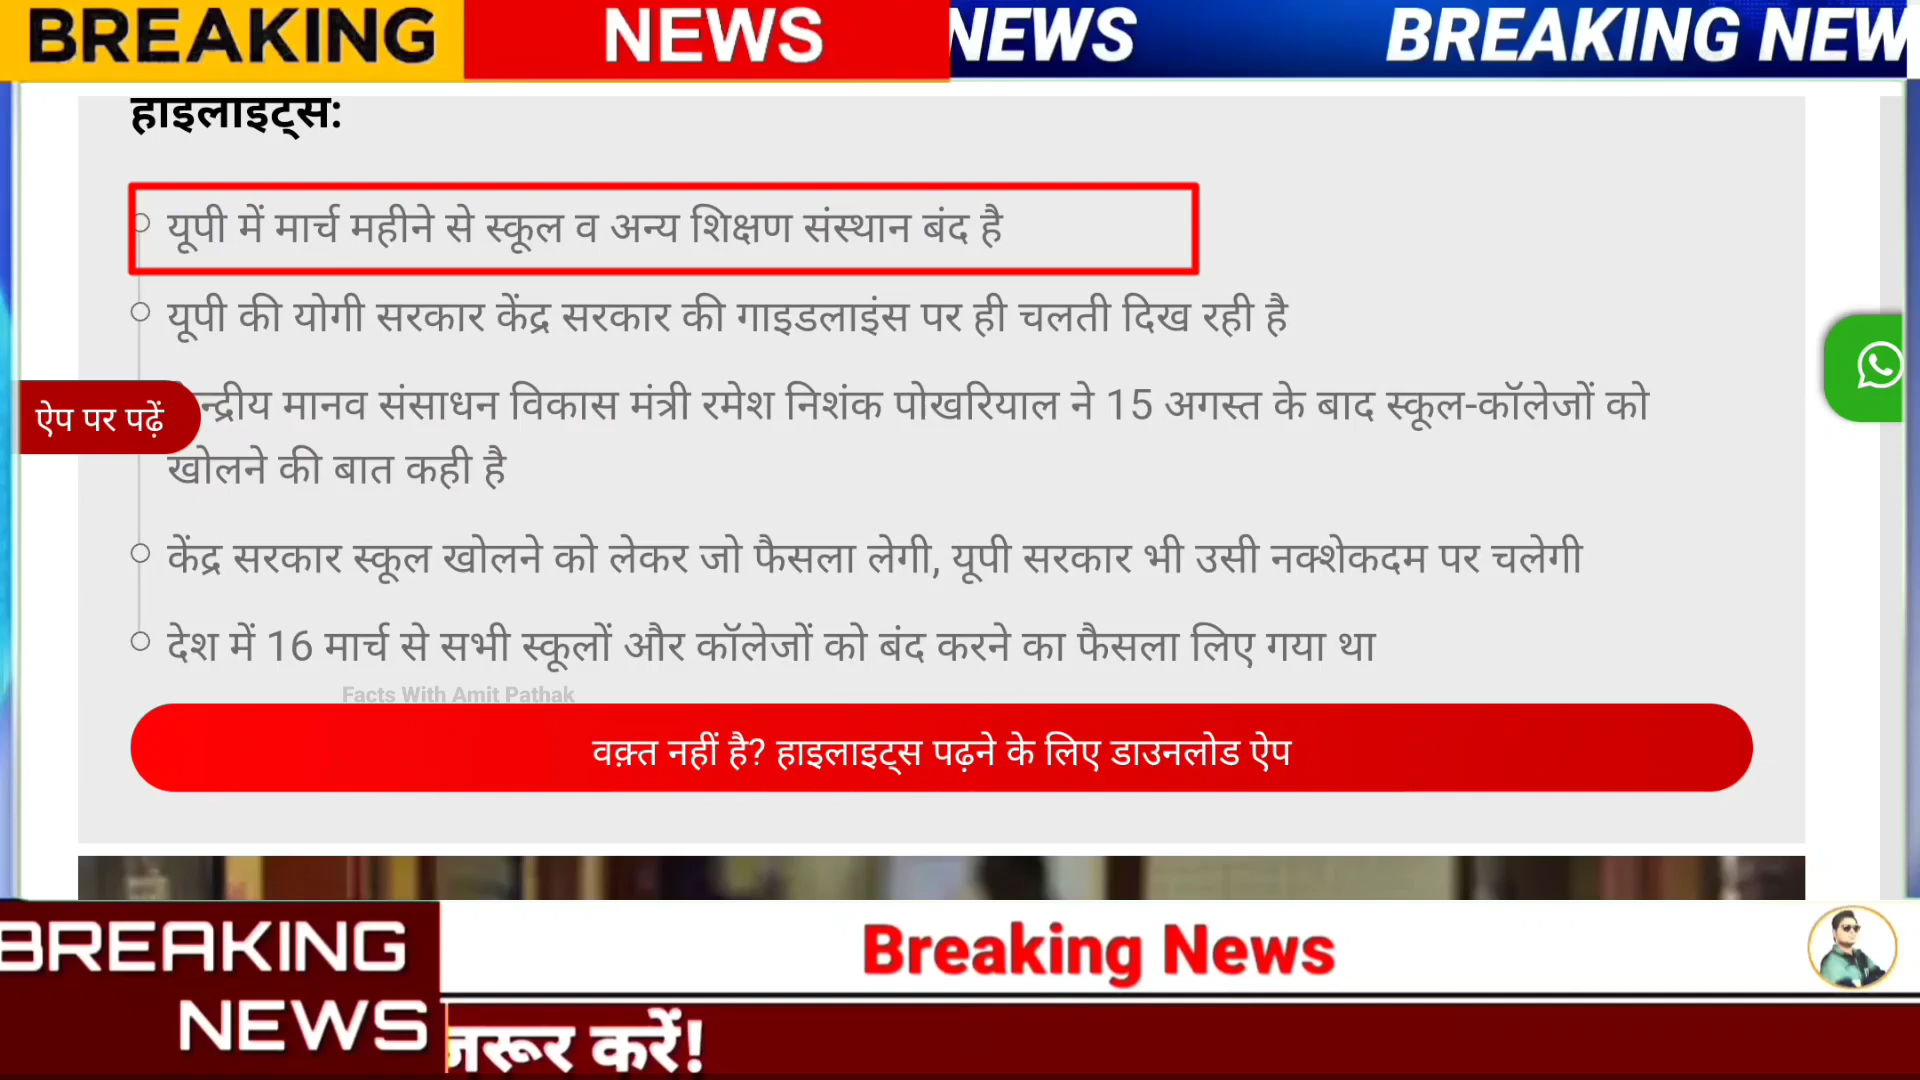 BREAKING NEWS NEWS BREAKING NEW
हाइलाइट्स:
यूपी में मार्च महीने से स्कूल व अन्य शिक्षण संस्थान बंद है
यूपी की योगी सरकार केंद्र सरकार की गाइडलाइंस पर ही चलती दिख रही है
ऐप पर पढ़ें
न्द्रीय मानव संसाधन विकास मंत्री रमेश निशंक पोखरियाल ने 15 अगस्त के बाद स्कूल-कॉलेजों को
खोलने की बात कही है
केंद्र सरकार स्कूल खोलने को लेकर जो फैसला लेगी, यूपी सरकार भी उसी नक्शेकदम पर चलेगी
देश में 16 मार्च से सभी स्कूलों और कॉलेजों को बंद करने का फैसला लिए गया था
Facts With Amit Pathak
वक़्त नहीं है? हाइलाइट्स पढ़ने के लिए डाउनलोड ऐप
BREAKING
NEWS
Breaking News
जरूर करें!